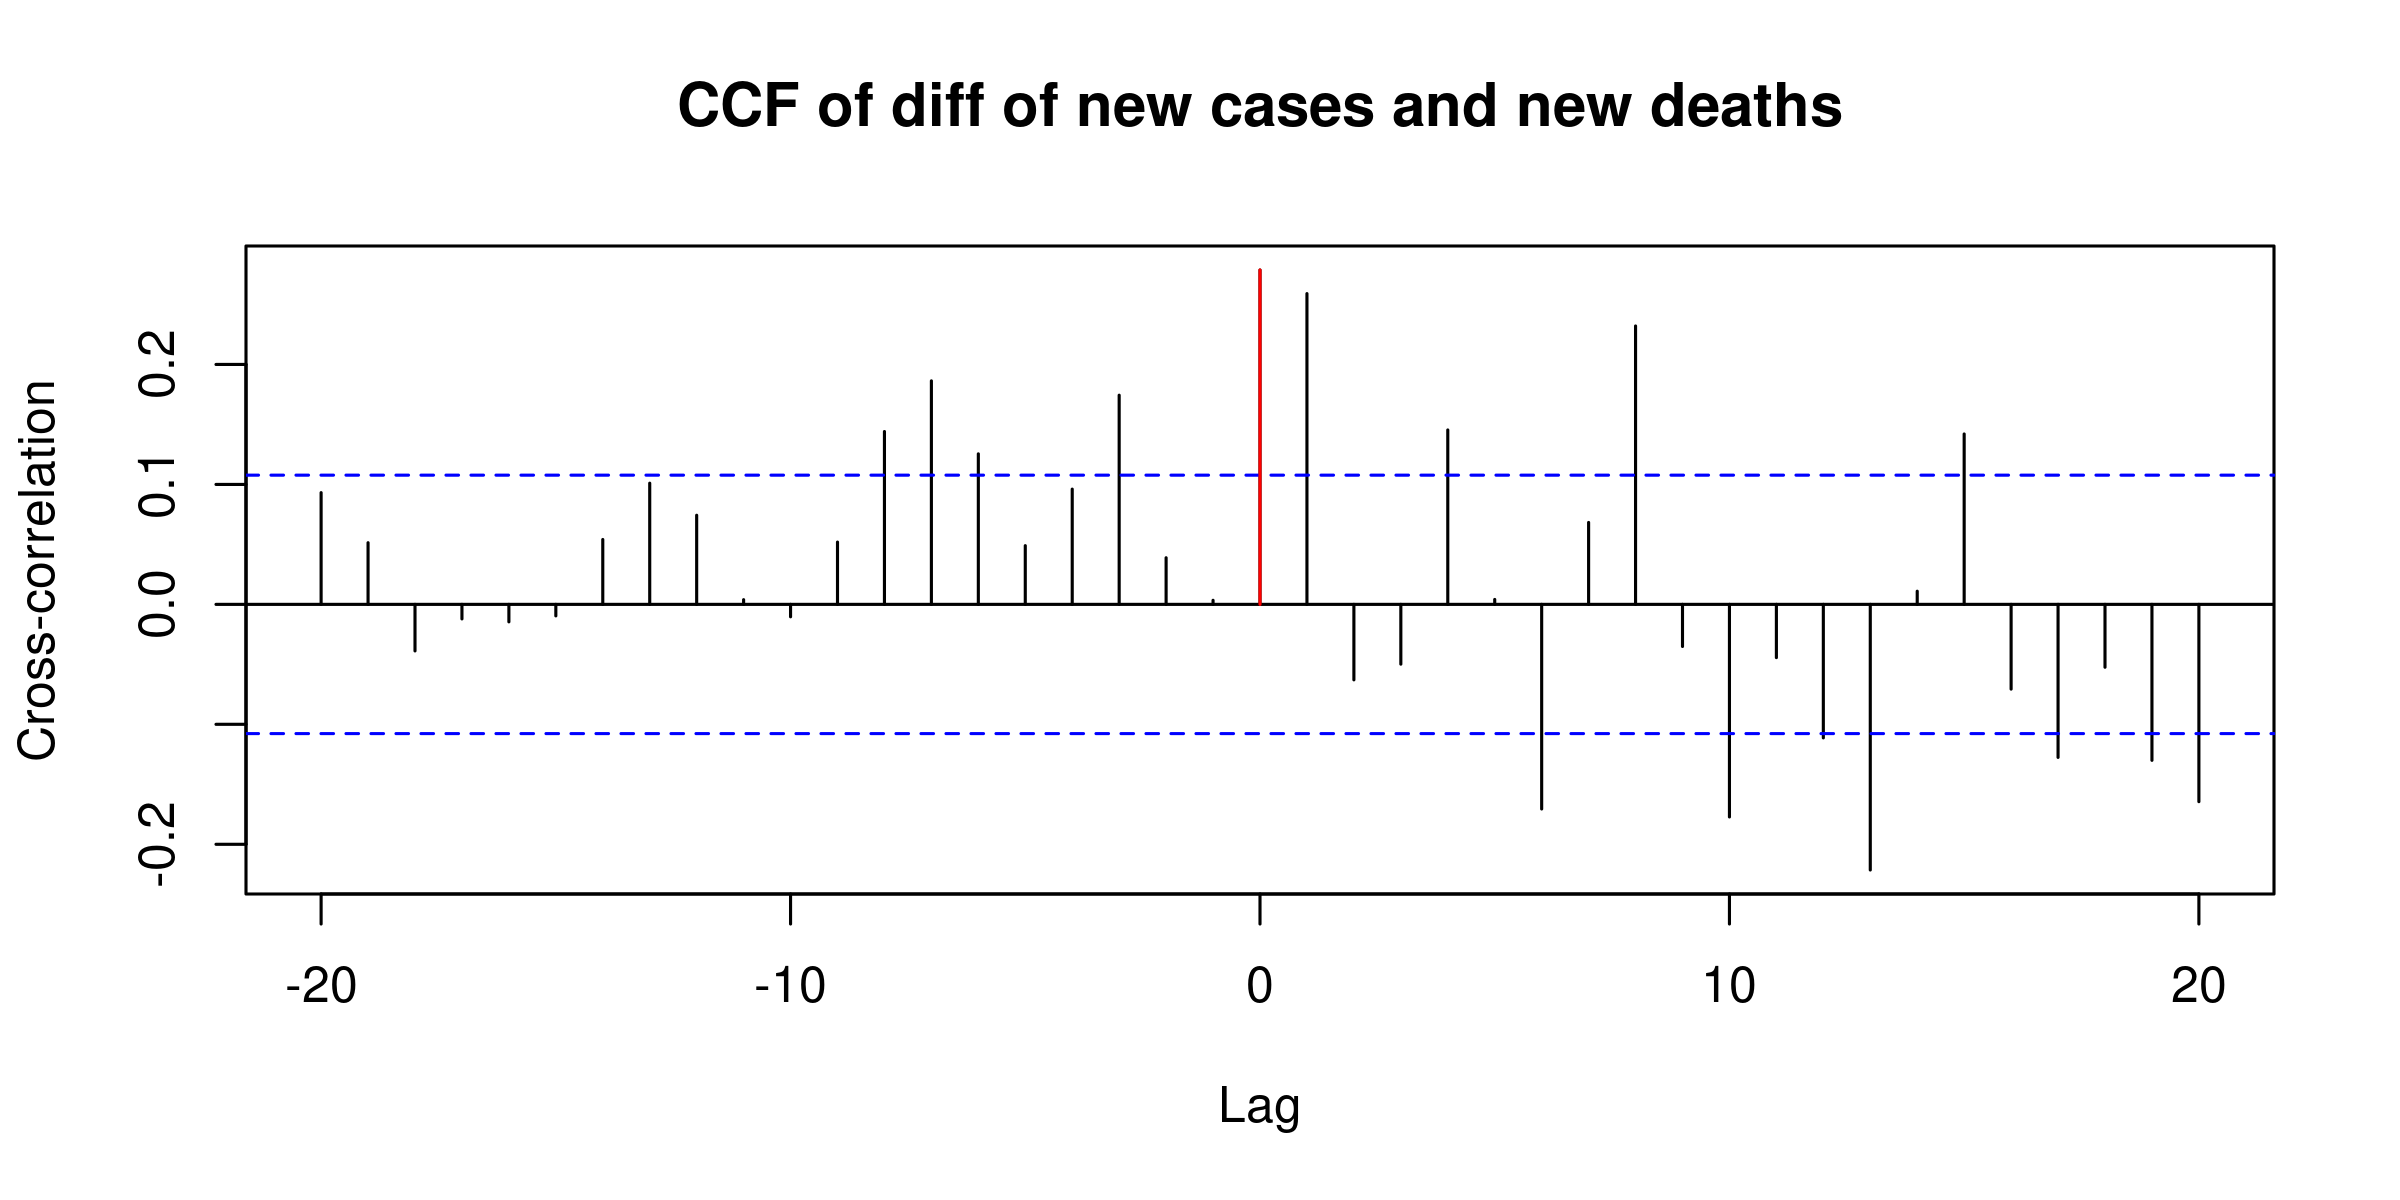 CCF of diff of new cases and new deaths
Cross-correlation
0.2
0.1
0.0
-0.2
-20 -10 0 10 20
Lag